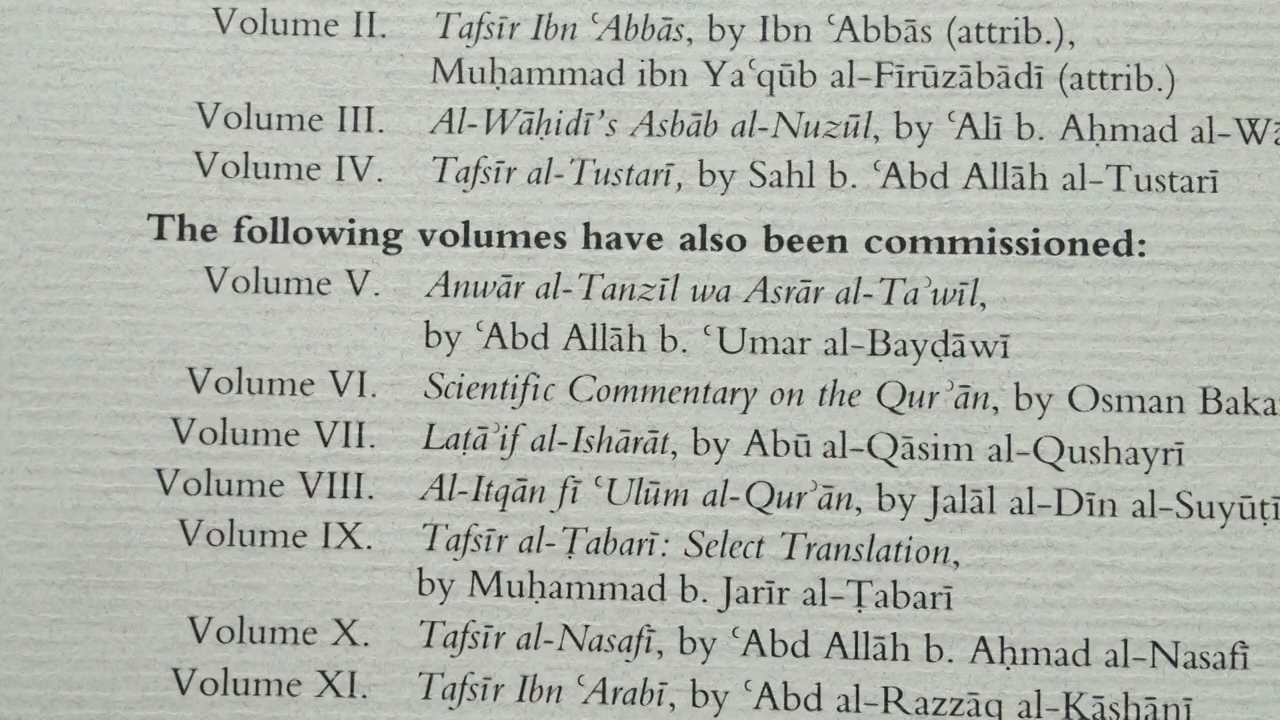 Volume II. Tafsīr Ibn ʿAbbās, by Ibn ʿAbbās (attrib.),
Muḥammad ibn Yaʿqūb al-Fīrūzābādī (attrib.)
Volume III. Al-Wāḥidī’s Asbāb al-Nuzūl, by ʿAlī b. Aḥmad
Volume IV. Tafsīr al-Tustarī, by Sahl b. ʿAbd Allāh al-Tustarī
The following volumes have also been commissioned:
Volume V. Anwār al-Tanzīl wa Asrār al-Taʾwīl,
by ʿAbd Allāh b. ʿUmar al-Bayḍāwī
Volume VI. Scientific Commentary on the Qurʾān, by Osman
Volume VII. Laṭāʾif al-Ishārāt, by Abū al-Qāsim al-Qushayrī
Volume VIII. Al-Itqān fī ʿUlūm al-Qurʾān, by Jalāl al-Dīn al-Suyūṭī
Volume IX. Tafsīr al-Ṭabarī: Select Translation,
by Muḥammad b. Jarīr al-Ṭabarī
Volume X. Tafsīr al-Nasafī, by ʿAbd Allāh b. Aḥmad al-Nasafī
Volume XI. Tafsīr Ibn ʿArabī, by ʿAbd al-Razzāq al-Kāshānī